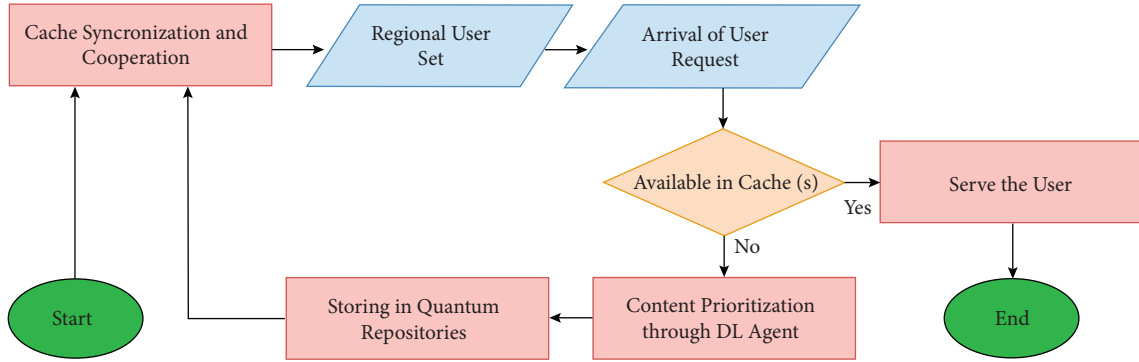 Cache Syncronization and
Cooperation
Regional User
Set
Arrival of User
Request
Available in Cache (s)
Yes
Serve the User
No
Start
Storing in Quantum
Repositories
Content Prioritization
through DL Agent
End